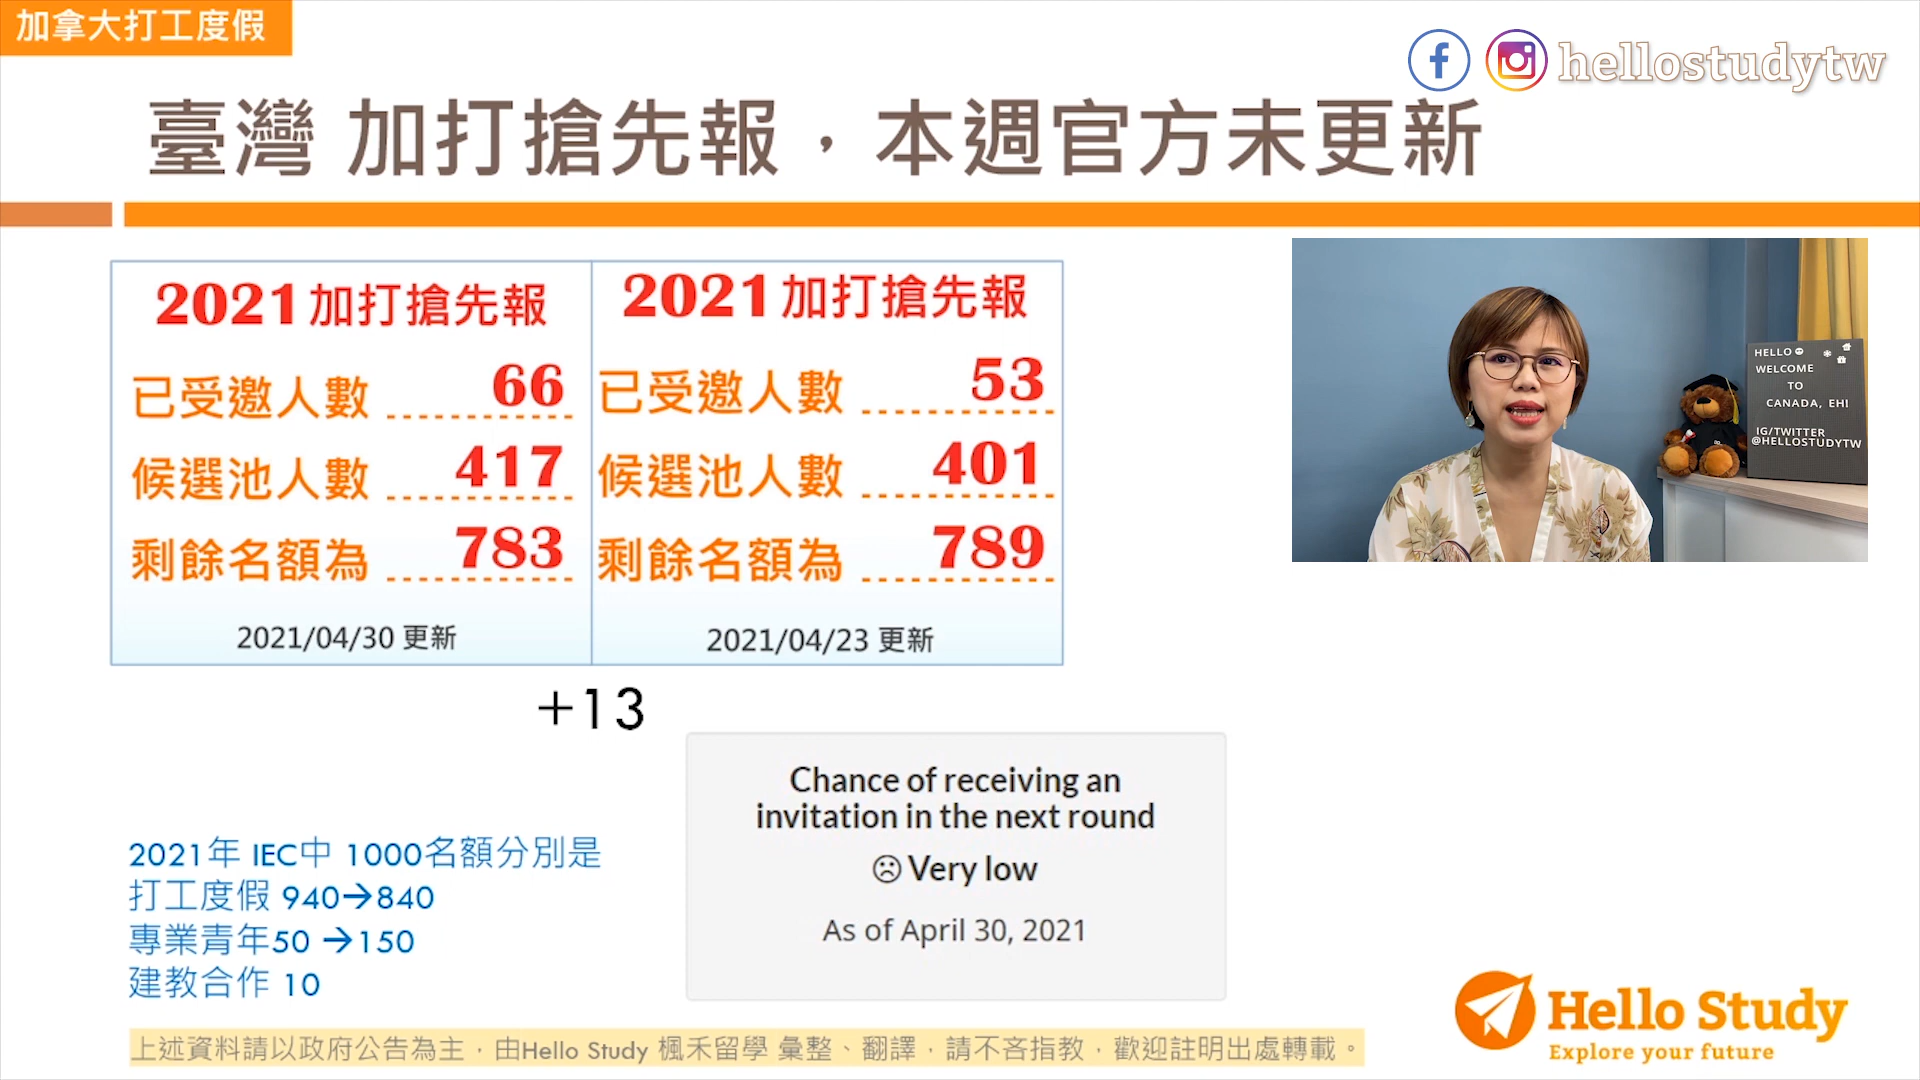 加拿大打工度假
hellostudytw
臺灣 加打搶先報，本週官方未更新
2021加打搶先報
已受邀人數 66
候選池人數 417
剩餘名額為 783
2021/04/30 更新
2021加打搶先報
已受邀人數 53
候選池人數 401
剩餘名額為 789
2021/04/23 更新
+13
HELLO
WELCOME
TO
CANADA, EH!
IG/TWITTER
@HELLOSTUDYTW
Chance of receiving an
invitation in the next round
☹ Very low
As of April 30, 2021
2021年 IEC中 1000名額分別是
打工度假 940→840
專業青年50 →150
建教合作 10
Hello Study
Explore your future
上述資料請以政府公告為主，由Hello Study 楓禾留學 彙整、翻譯，請不吝指教，歡迎註明出處轉載。